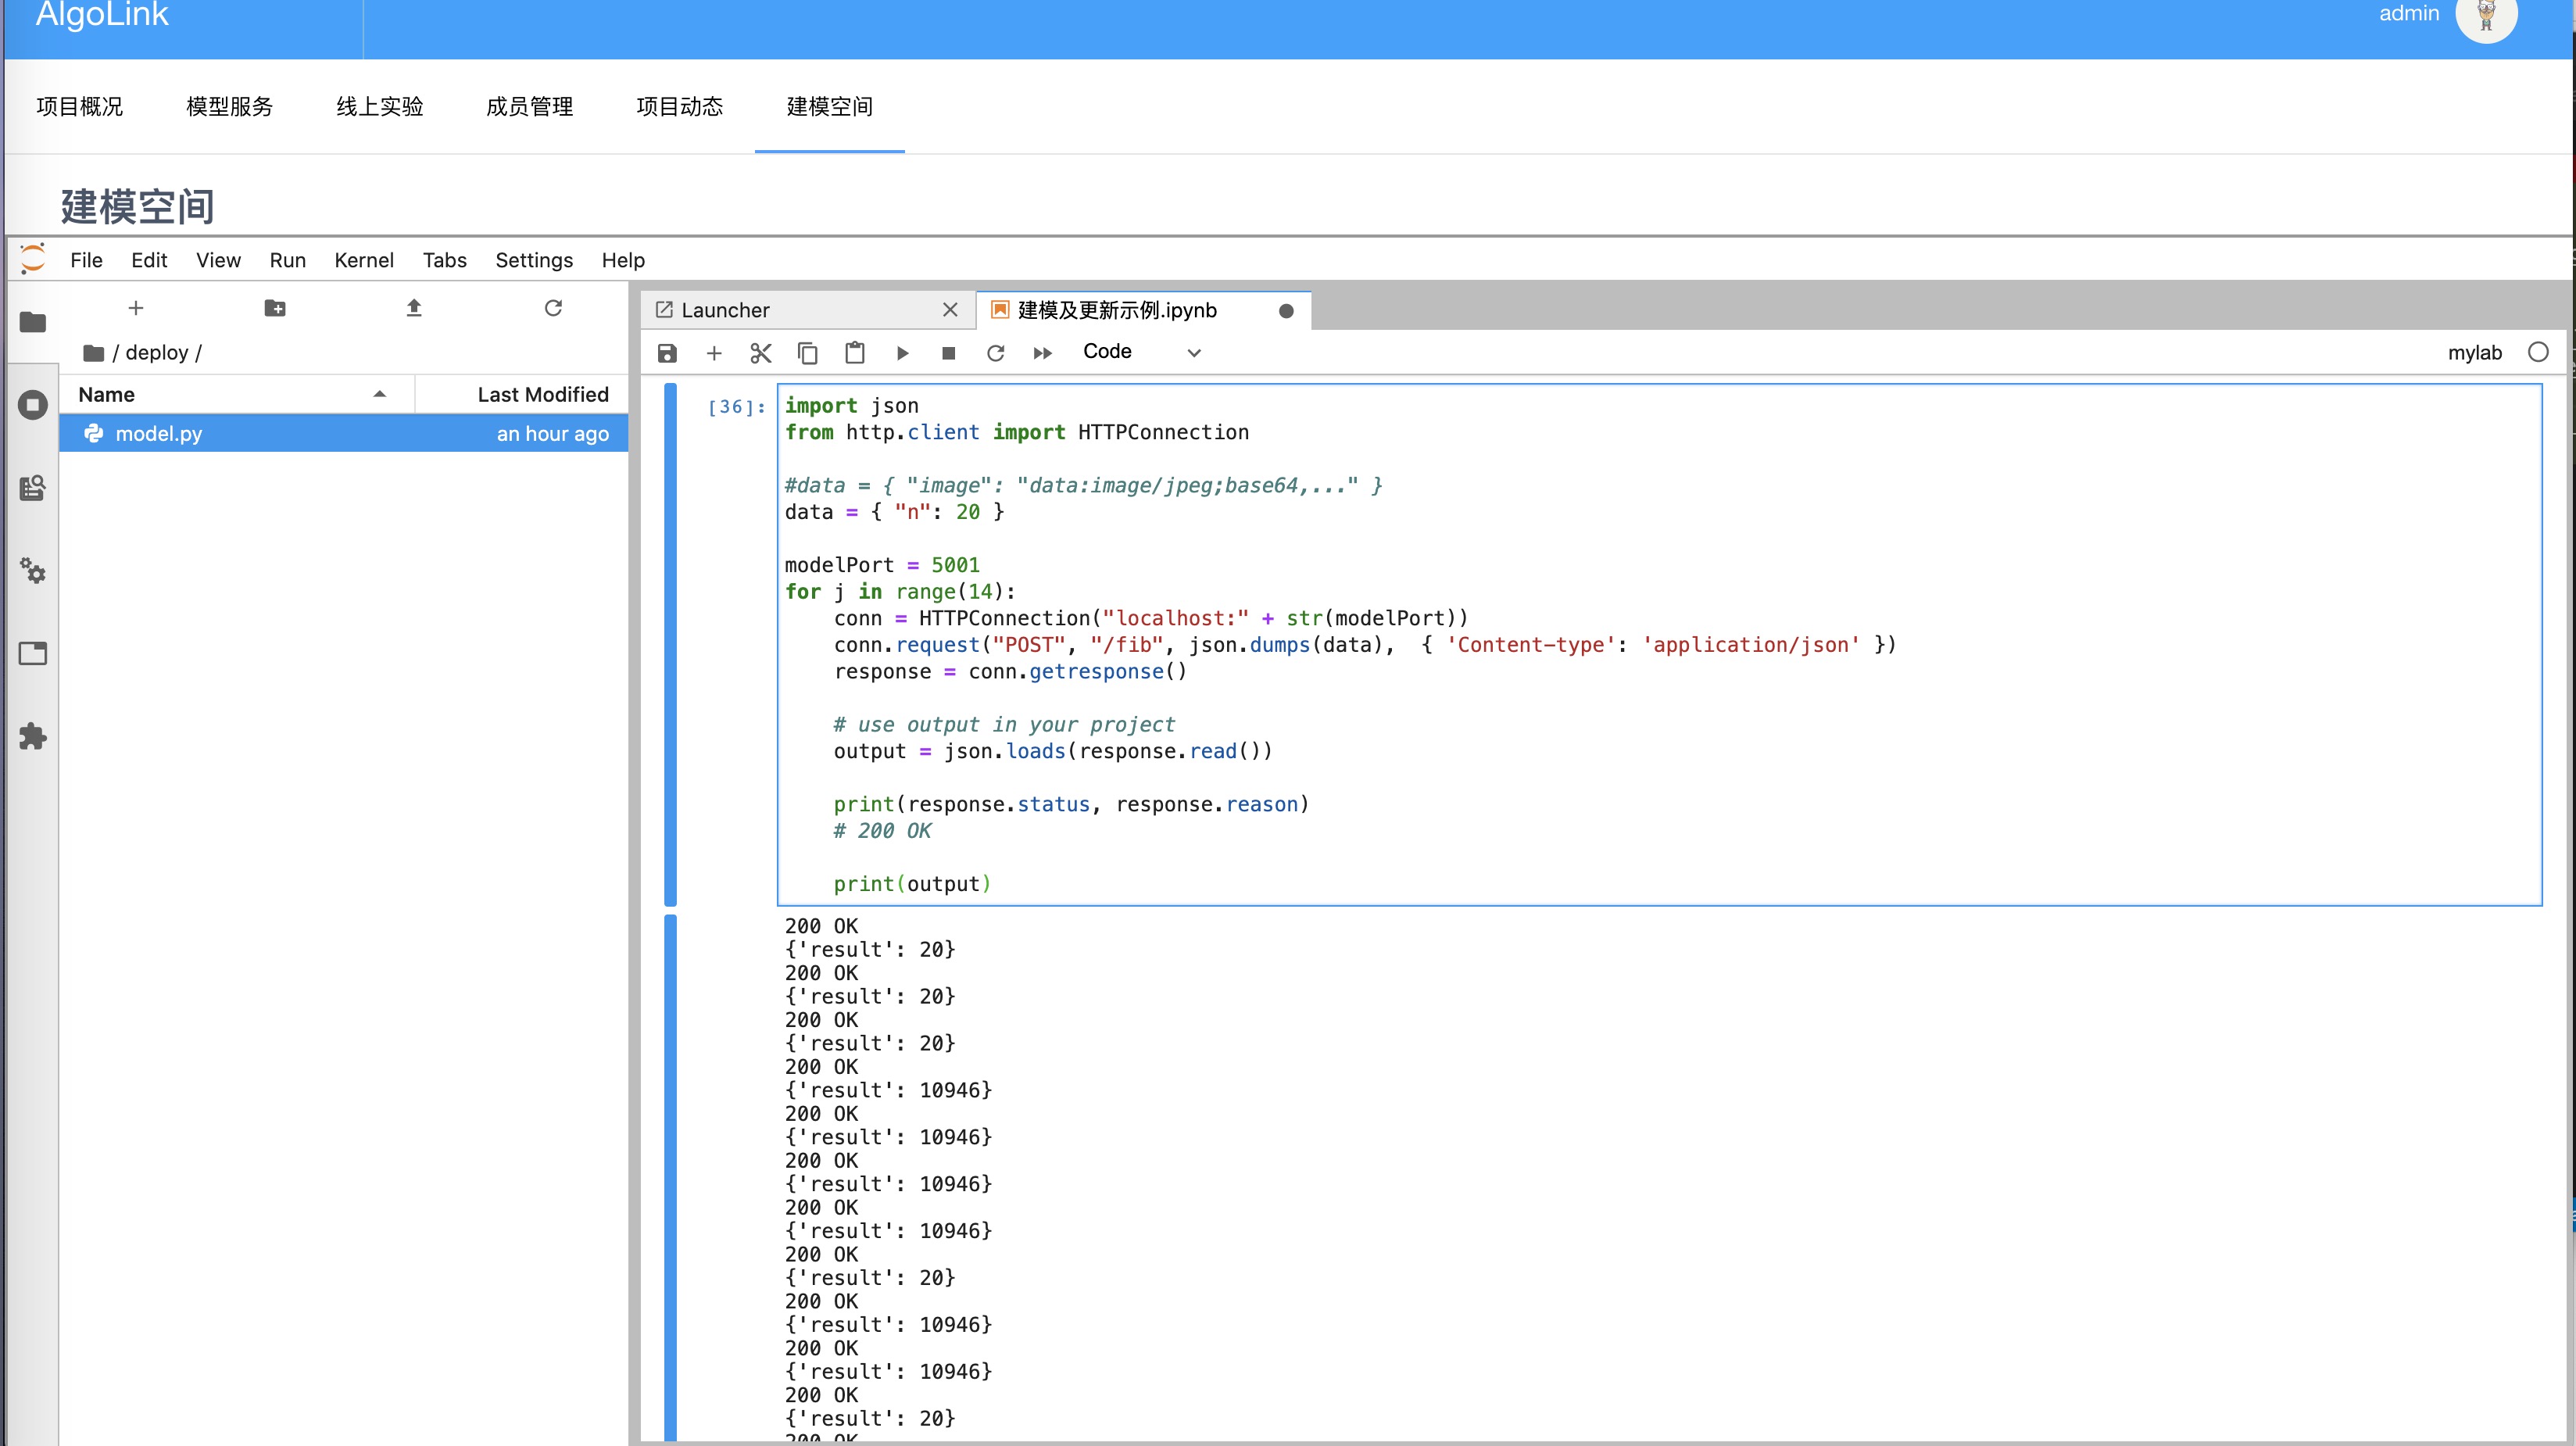 AlgoLink
admin
项目概况 模型服务 线上实验 成员管理 项目动态 建模空间
建模空间
File Edit View Run Kernel Tabs Settings Help
Launcher 建模及更新示例.ipynb
/ deploy /
Code mylab
Name Last Modified
model.py an hour ago
[36]:
import json
from http.client import HTTPConnection
#data = { "image": "data:image/jpeg;base64,..." }
data = { "n": 20 }
modelPort = 5001
for j in range(14):
    conn = HTTPConnection("localhost:" + str(modelPort))
    conn.request("POST", "/fib", json.dumps(data),  { 'Content-type': 'application/json' })
    response = conn.getresponse()
    # use output in your project
    output = json.loads(response.read())
    print(response.status, response.reason)
    # 200 OK
    print(output)
200 OK
{'result': 20}
200 OK
{'result': 20}
200 OK
{'result': 20}
200 OK
{'result': 10946}
200 OK
{'result': 10946}
200 OK
{'result': 10946}
200 OK
{'result': 10946}
200 OK
{'result': 20}
200 OK
{'result': 10946}
200 OK
{'result': 10946}
200 OK
{'result': 20}
200 OK